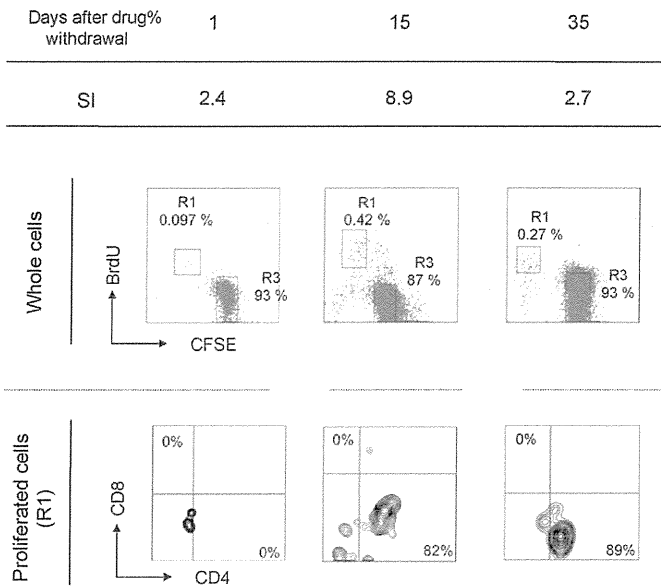 Days after drug%
withdrawal
1
15
35
SI
2.4
8.9
2.7
Whole cells
BrdU
CFSE
R1
0.097 %
R3
93 %
R1
0.42 %
R3
87 %
R1
0.27 %
R3
93 %
Proliferated cells
(R1)
CD8
CD4
0%
0%
0%
82%
0%
89%